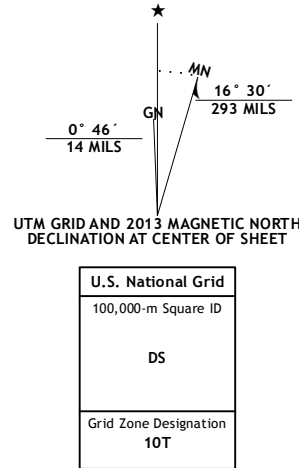 ★
MN
GN
16° 30´
293 MILS
0° 46´
14 MILS
UTM GRID AND 2013 MAGNETIC NORTH
DECLINATION AT CENTER OF SHEET
U.S. National Grid
100,000-m Square ID
DS
Grid Zone Designation
10T